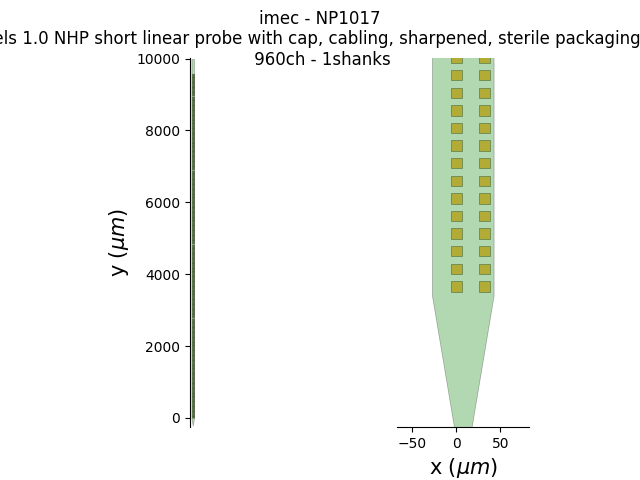 imec - NP1017
els 1.0 NHP short linear probe with cap, cabling, sharpened, sterile packaging
960ch - 1shanks
10000
8000
6000
4000
2000
0
y (μm)
−50
0
50
x (μm)